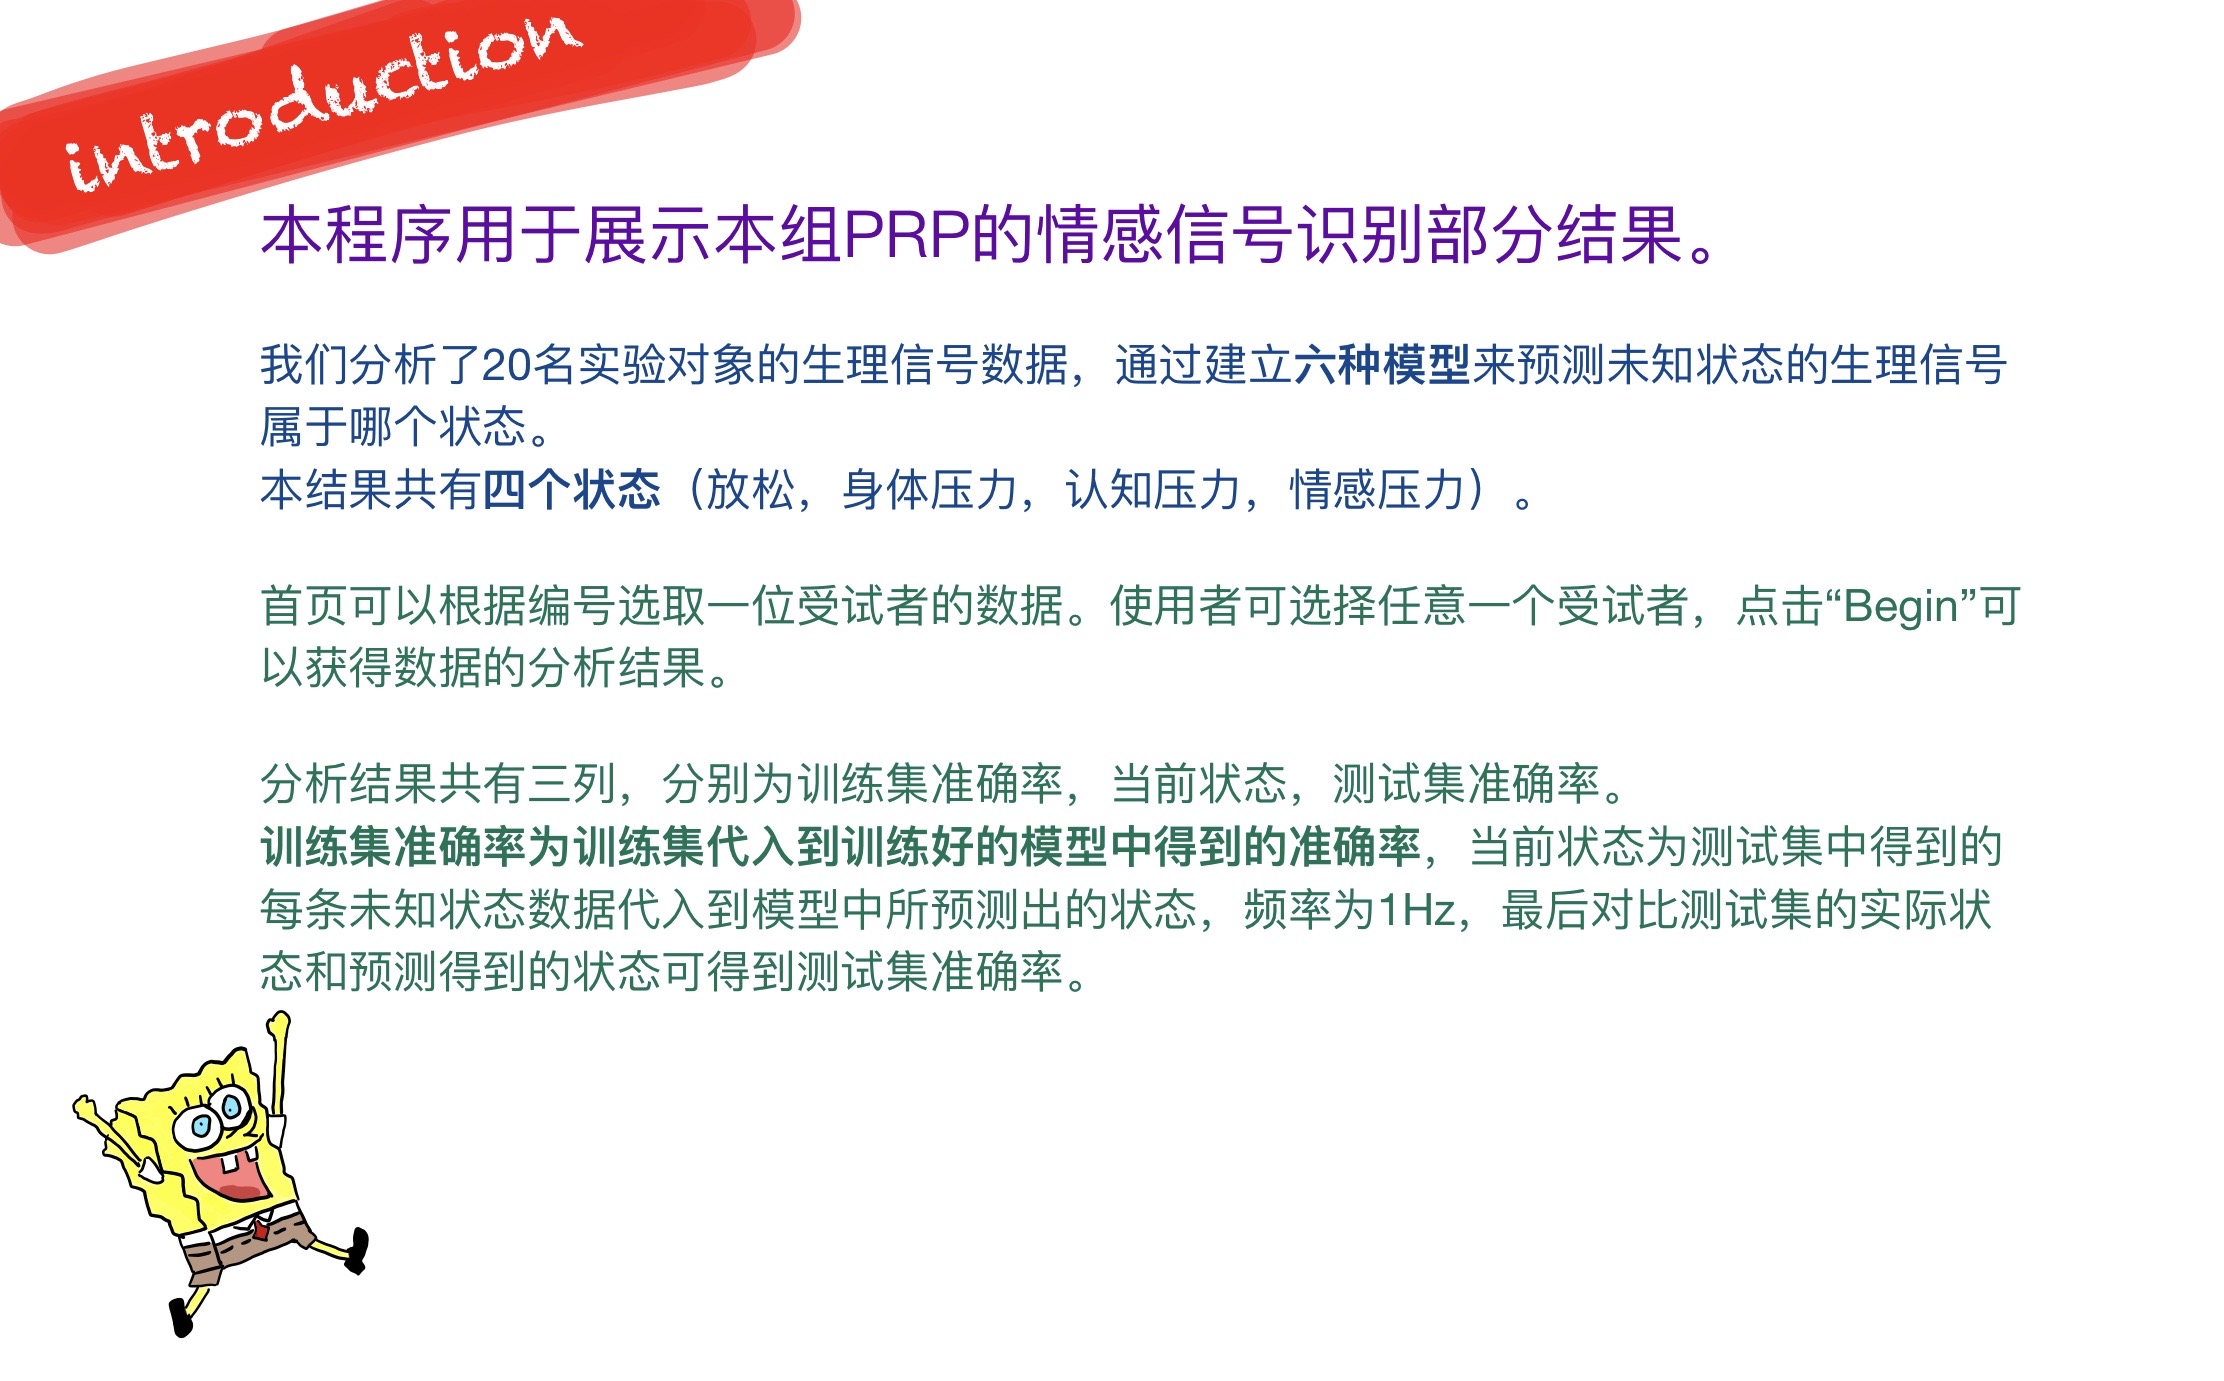 introduction
本程序用于展示本组PRP的情感信号识别部分结果。
我们分析了20名实验对象的生理信号数据，通过建立六种模型来预测未知状态的生理信号
属于哪个状态。
本结果共有四个状态（放松，身体压力，认知压力，情感压力）。
首页可以根据编号选取一位受试者的数据。使用者可选择任意一个受试者，点击“Begin”可
以获得数据的分析结果。
分析结果共有三列，分别为训练集准确率，当前状态，测试集准确率。
训练集准确率为训练集代入到训练好的模型中得到的准确率，当前状态为测试集中得到的
每条未知状态数据代入到模型中所预测出的状态，频率为1Hz，最后对比测试集的实际状
态和预测得到的状态可得到测试集准确率。